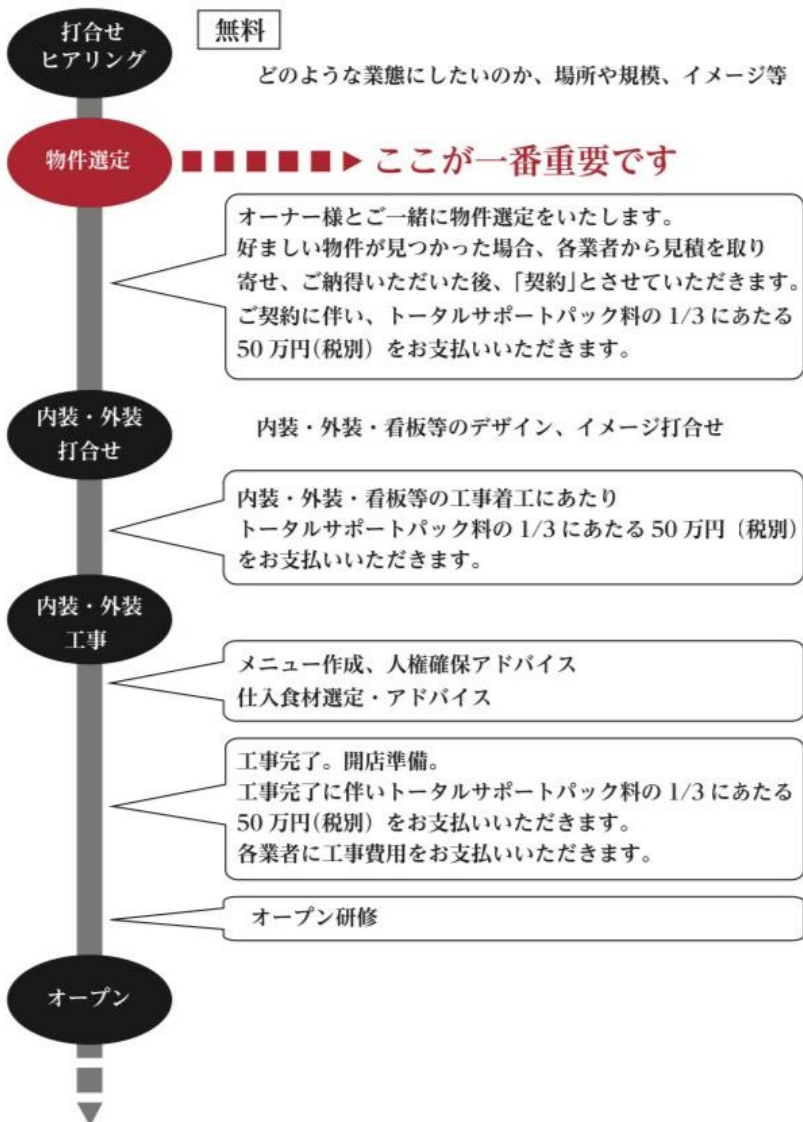 打合せ
ヒアリング
無料
どのような業態にしたいのか、場所や規模、イメージ等
物件選定
ここが一番重要です
オーナー様とご一緒に物件選定をいたします。
好ましい物件が見つかった場合、各業者から見積を取り
寄せ、ご納得いただいた後、「契約」とさせていただきます。
ご契約に伴い、トータルサポートパック料の 1/3 にあたる
50 万円(税別）をお支払いいただきます。
内装・外装
打合せ
内装・外装・看板等のデザイン、イメージ打合せ
内装・外装・看板等の工事着工にあたり
トータルサポートパック料の 1/3 にあたる 50 万円（税別）
をお支払いいただきます。
内装・外装
工事
メニュー作成、人権確保アドバイス
仕入食材選定・アドバイス
工事完了。開店準備。
工事完了に伴いトータルサポートパック料の 1/3 にあたる
50 万円(税別）をお支払いいただきます。
各業者に工事費用をお支払いいただきます。
オープン研修
オープン